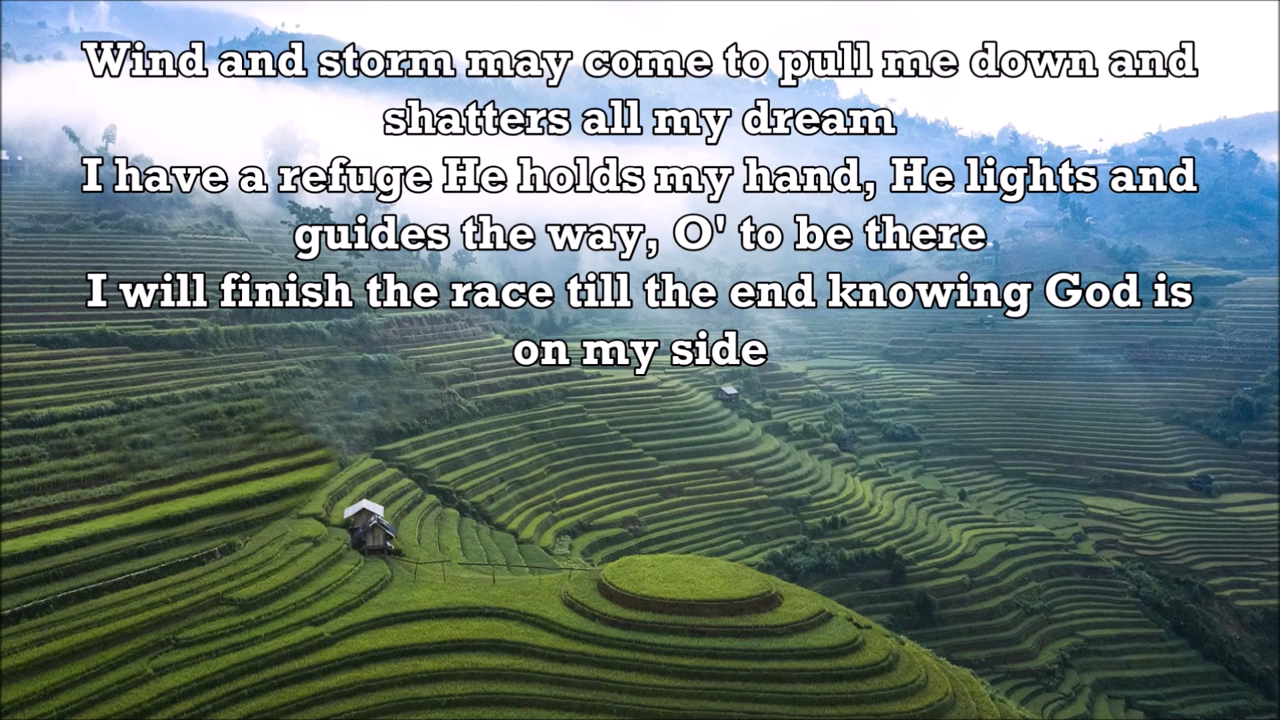 Wind and storm may come to pull me down and
shatters all my dream
I have a refuge He holds my hand, He lights and
guides the way, O' to be there
I will finish the race till the end knowing God is
on my side